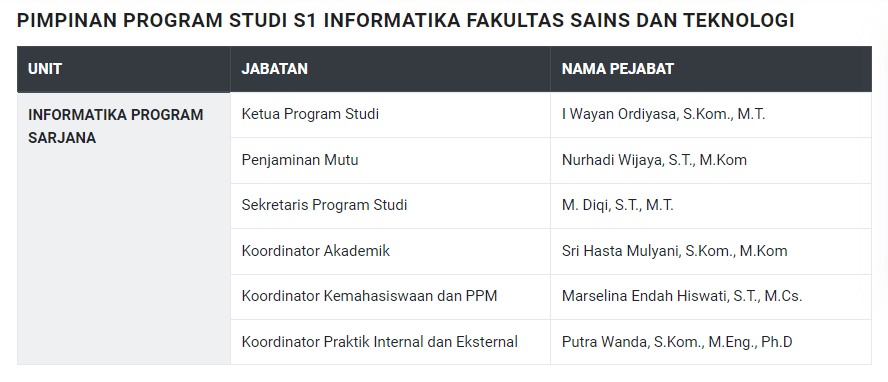 PIMPINAN PROGRAM STUDI S1 INFORMATIKA FAKULTAS SAINS DAN TEKNOLOGI
UNIT JABATAN NAMA PEJABAT
INFORMATIKA PROGRAM SARJANA
Ketua Program Studi I Wayan Ordiyasa, S.Kom., M.T.
Penjaminan Mutu Nurhadi Wijaya, S.T., M.Kom
Sekretaris Program Studi M. Diqi, S.T., M.T.
Koordinator Akademik Sri Hasta Mulyani, S.Kom., M.Kom
Koordinator Kemahasiswaan dan PPM Marselina Endah Hiswati, S.T., M.Cs.
Koordinator Praktik Internal dan Eksternal Putra Wanda, S.Kom., M.Eng., Ph.D